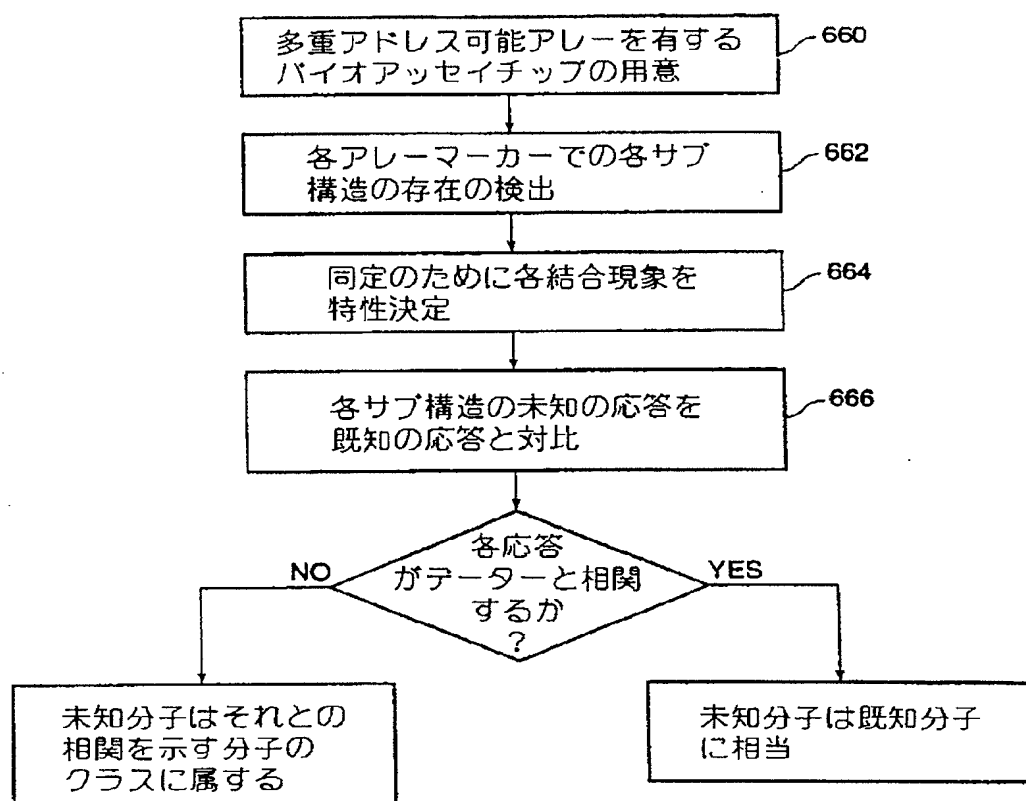 多重アドレス可能アレーを有する
バイオアッセイチップの用意
660
各アレーマーカーでの各サブ
構造の存在の検出
662
同定のために各結合現象を
特性決定
664
各サブ構造の未知の応答を
既知の応答と対比
666
各応答
がデーターと相関
するか
?
NO
YES
未知分子はそれとの
相関を示す分子の
クラスに属する
未知分子は既知分子
に相当